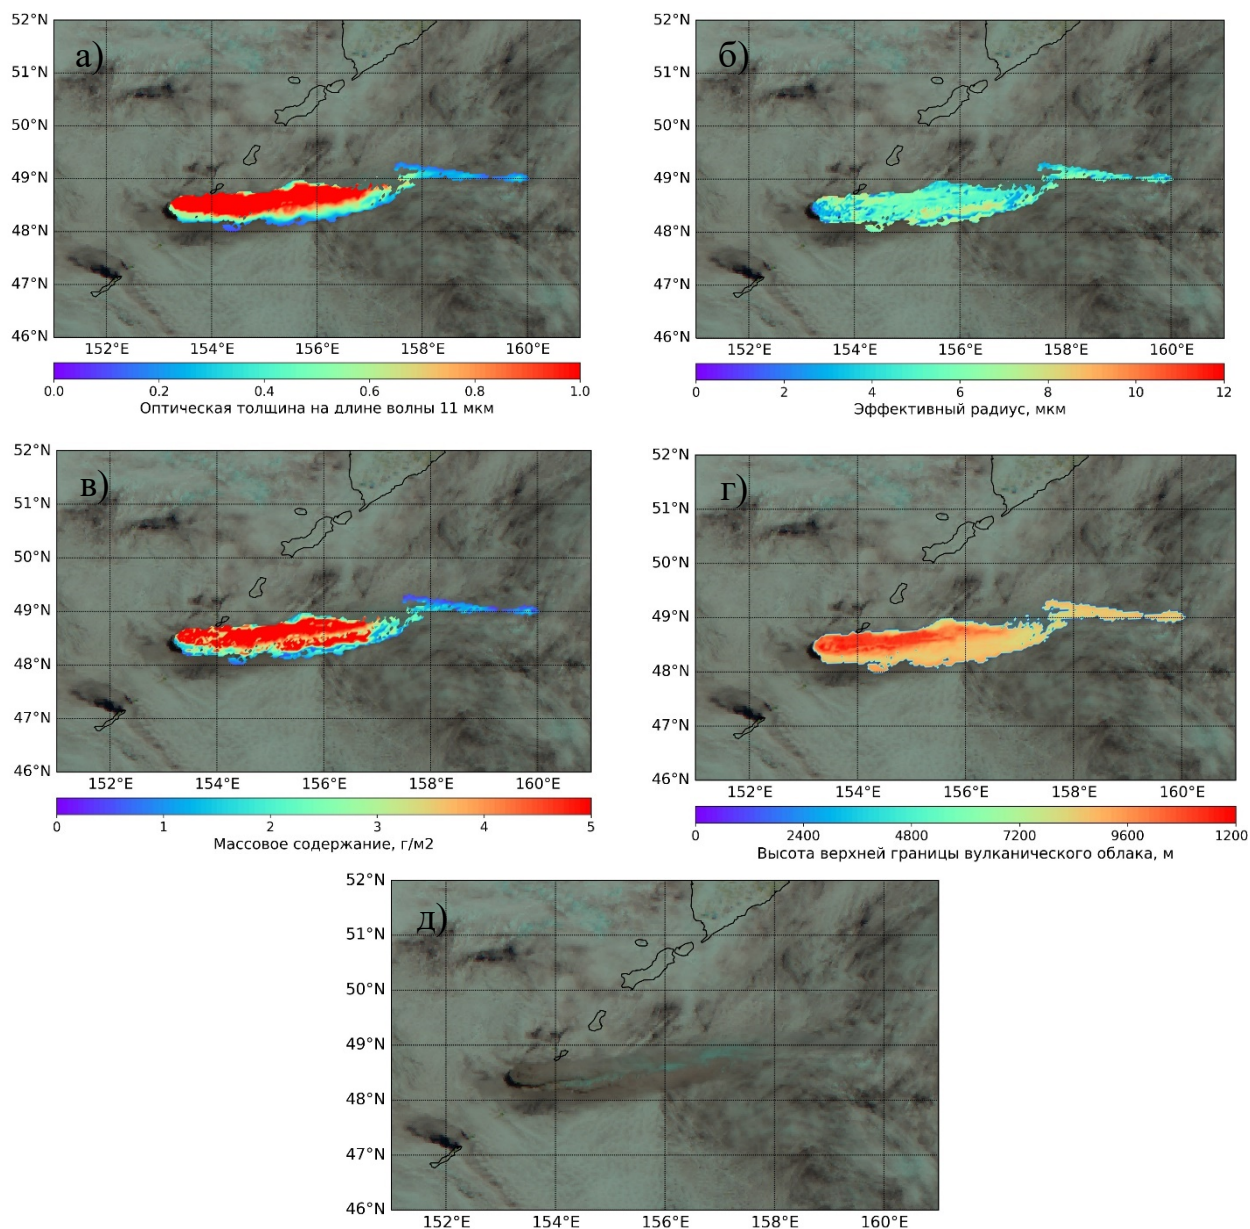 а)
52°N
51°N
50°N
49°N
48°N
47°N
46°N
152°E 154°E 156°E 158°E 160°E
0.0 0.2 0.4 0.6 0.8 1.0
Оптическая толщина на длине волны 11 мкм
б)
52°N
51°N
50°N
49°N
48°N
47°N
46°N
152°E 154°E 156°E 158°E 160°E
0 2 4 6 8 10 12
Эффективный радиус, мкм
в)
52°N
51°N
50°N
49°N
48°N
47°N
46°N
152°E 154°E 156°E 158°E 160°E
0 1 2 3 4 5
Массовое содержание, г/м2
г)
52°N
51°N
50°N
49°N
48°N
47°N
46°N
152°E 154°E 156°E 158°E 160°E
0 2400 4800 7200 9600 1200
Высота верхней границы вулканического облака, м
д)
52°N
51°N
50°N
49°N
48°N
47°N
46°N
152°E 154°E 156°E 158°E 160°E